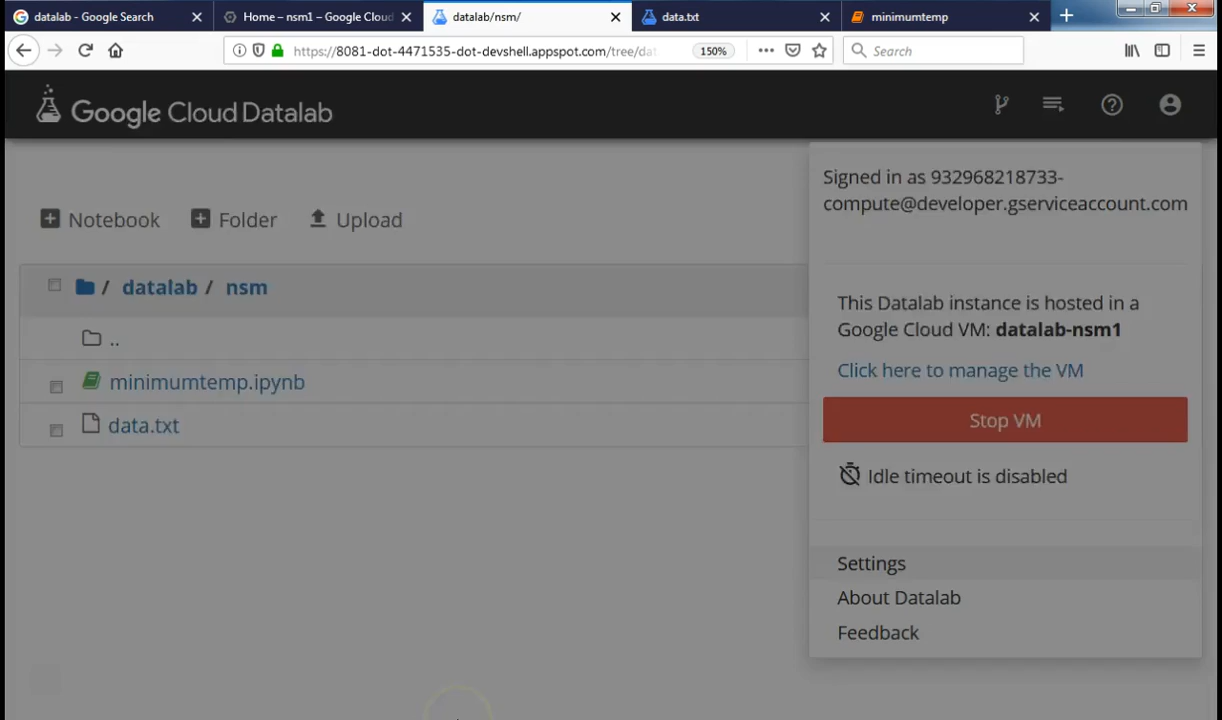 datalab - Google Search
Home – nsm1 – Google Cloud
datalab/nsm/
data.txt
minimumtemp
https://8081-dot-4471535-dot-devshell.appspot.com/tree/da
150%
Search
Google Cloud Datalab
Signed in as 932968218733-
compute@developer.gserviceaccount.com
Notebook
Folder
Upload
/ datalab / nsm
This Datalab instance is hosted in a
Google Cloud VM: datalab-nsm1
..
Click here to manage the VM
minimumtemp.ipynb
Stop VM
data.txt
Idle timeout is disabled
Settings
About Datalab
Feedback